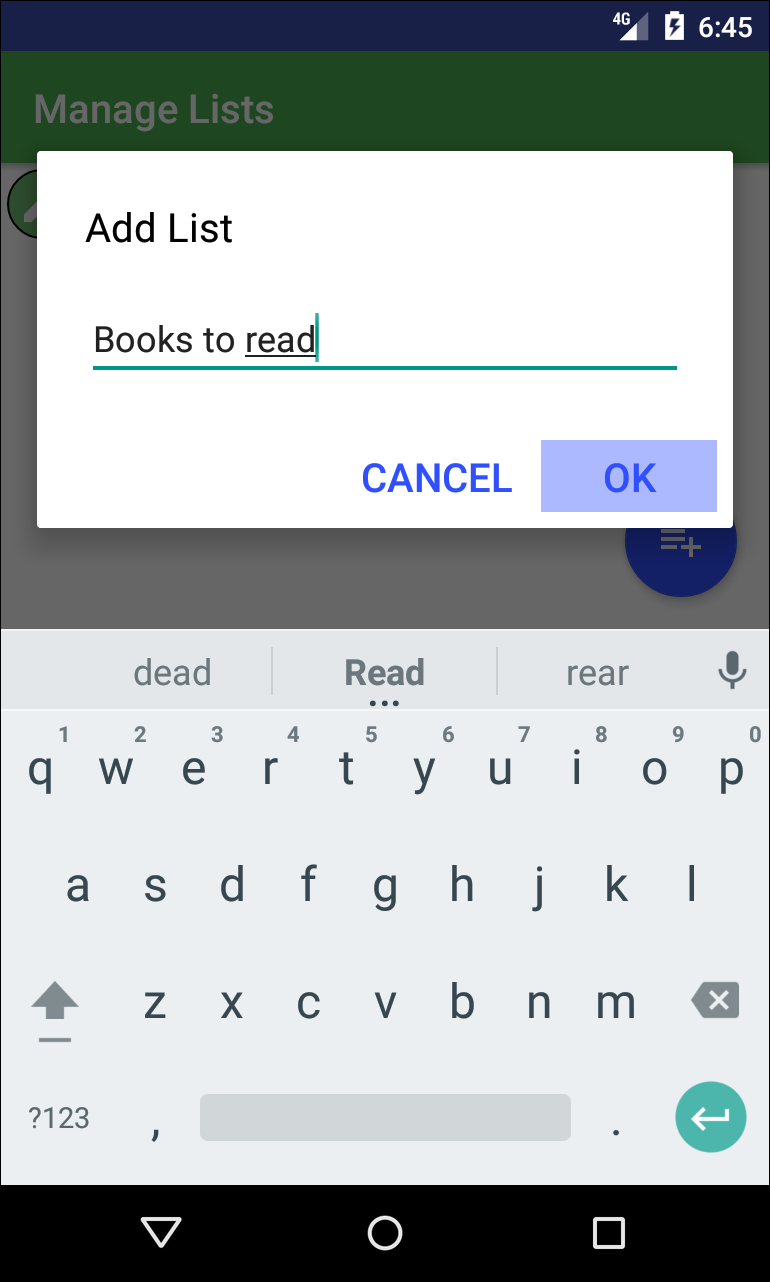 4G 6:45
Manage Lists
Add List
Books to read
CANCEL OK
dead Read rear
1 2 3 4 5 6 7 8 9 0
q w e r t y u i o p
a s d f g h j k l
z x c v b n m
?123 , .